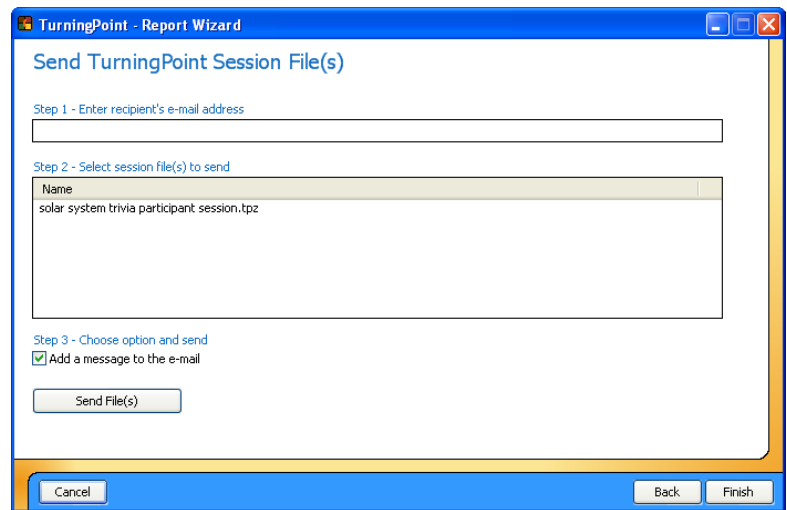 TurningPoint - Report Wizard
Send TurningPoint Session File(s)
Step 1 - Enter recipient's e-mail address
Step 2 - Select session file(s) to send
Name
solar system trivia participant session.tpz
Step 3 - Choose option and send
Add a message to the e-mail
Send File(s)
Cancel Back Finish